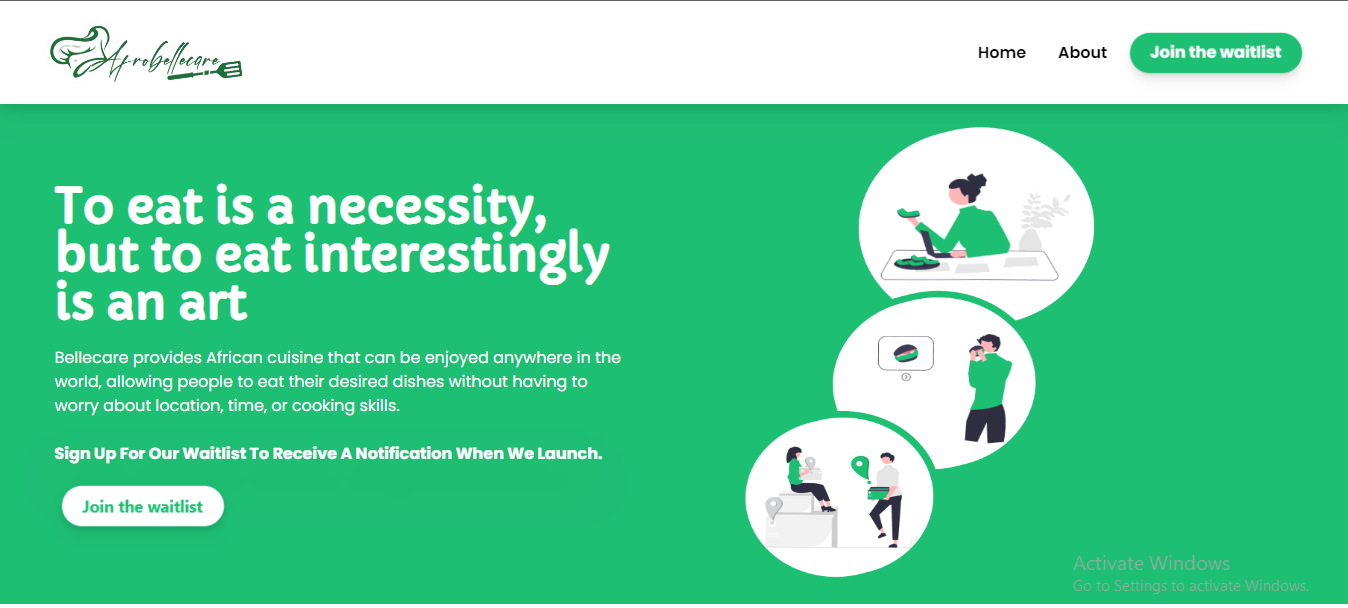 Afrobellecare
Home About Join the waitlist
To eat is a necessity,
but to eat interestingly
is an art
Bellecare provides African cuisine that can be enjoyed anywhere in the
world, allowing people to eat their desired dishes without having to
worry about location, time, or cooking skills.
Sign Up For Our Waitlist To Receive A Notification When We Launch.
Join the waitlist
Activate Windows
Go to Settings to activate Windows.